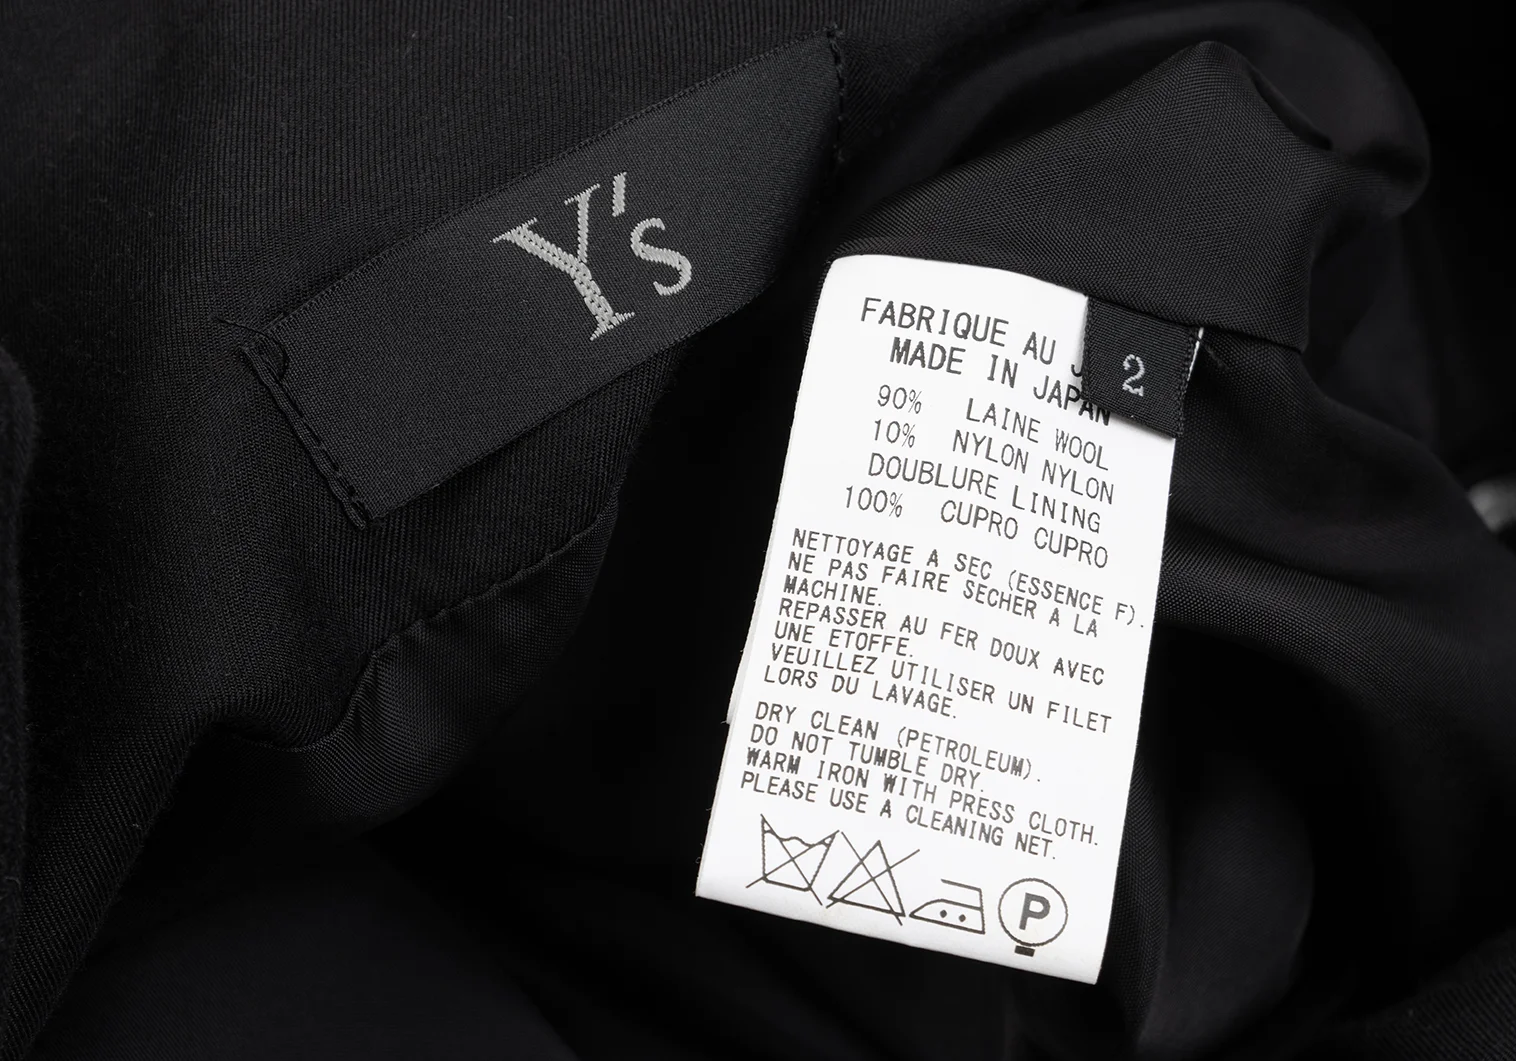 Y's
2
FABRIQUE AU J
MADE IN JAPAN
90% LAINE WOOL
10% NYLON NYLON
DOUBLURE LINING
100% CUPRO CUPRO
NETTOYAGE A SEC (ESSENCE F).
NE PAS FAIRE SECHER A LA
MACHINE.
REPASSER AU FER DOUX AVEC
UNE ETOFFE.
VEUILLEZ UTILISER UN FILET
LORS DU LAVAGE.
DRY CLEAN (PETROLEUM).
DO NOT TUMBLE DRY.
WARM IRON WITH PRESS CLOTH.
PLEASE USE A CLEANING NET.
P